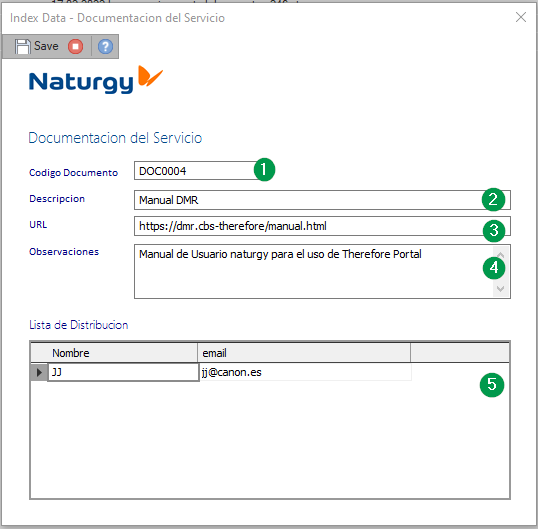 Index Data - Documentacion del Servicio
Save
?
Naturgy
Documentacion del Servicio
Codigo Documento DOC0004 1
Descripcion Manual DMR 2
URL https://dmr.cbs-therefore/manual.html 3
Observaciones Manual de Usuario naturgy para el uso de Therefore Portal 4
Lista de Distribucion
Nombre email
JJ jj@canon.es
5